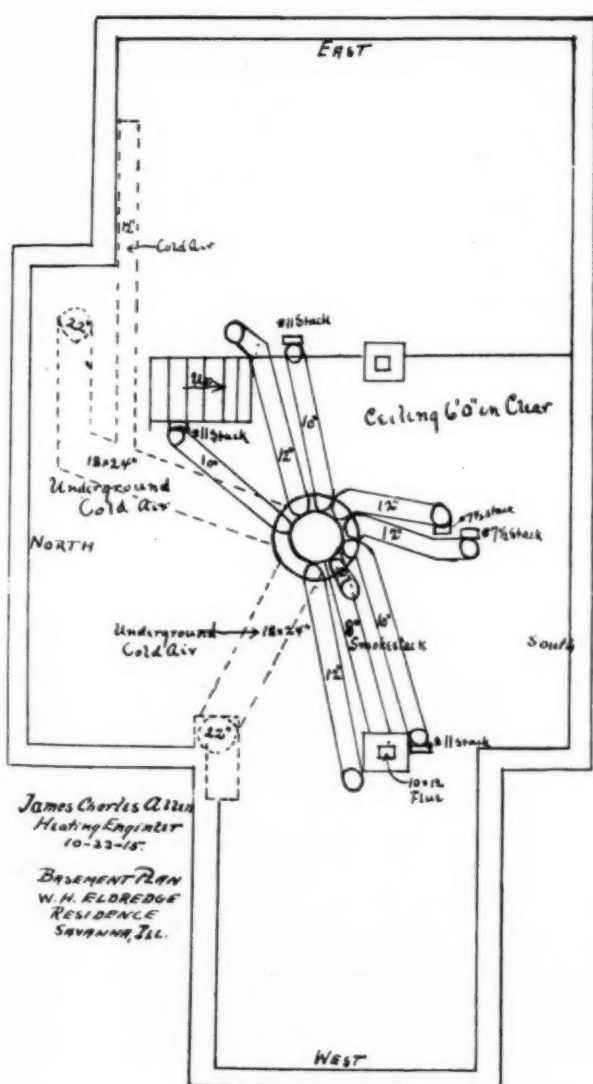 EAST
12"
Cold Air
22"
#11 Stack
Up
Ceiling 6'0" in Clear
#11 Stack
10"
12"
10"
18x24"
Underground
Cold Air
12"
#7½ Stack
12"
#7½ Stack
NORTH
Underground
Cold Air
18x24"
8"
Smokestack
10"
12"
SOUTH
22"
#11 Stack
10x12
Flue
James Charles Allen
Heating Engineer
10-23-15.
BASEMENT PLAN
W. H. ELDREDGE
RESIDENCE
SAVANNA, ILL.
WEST